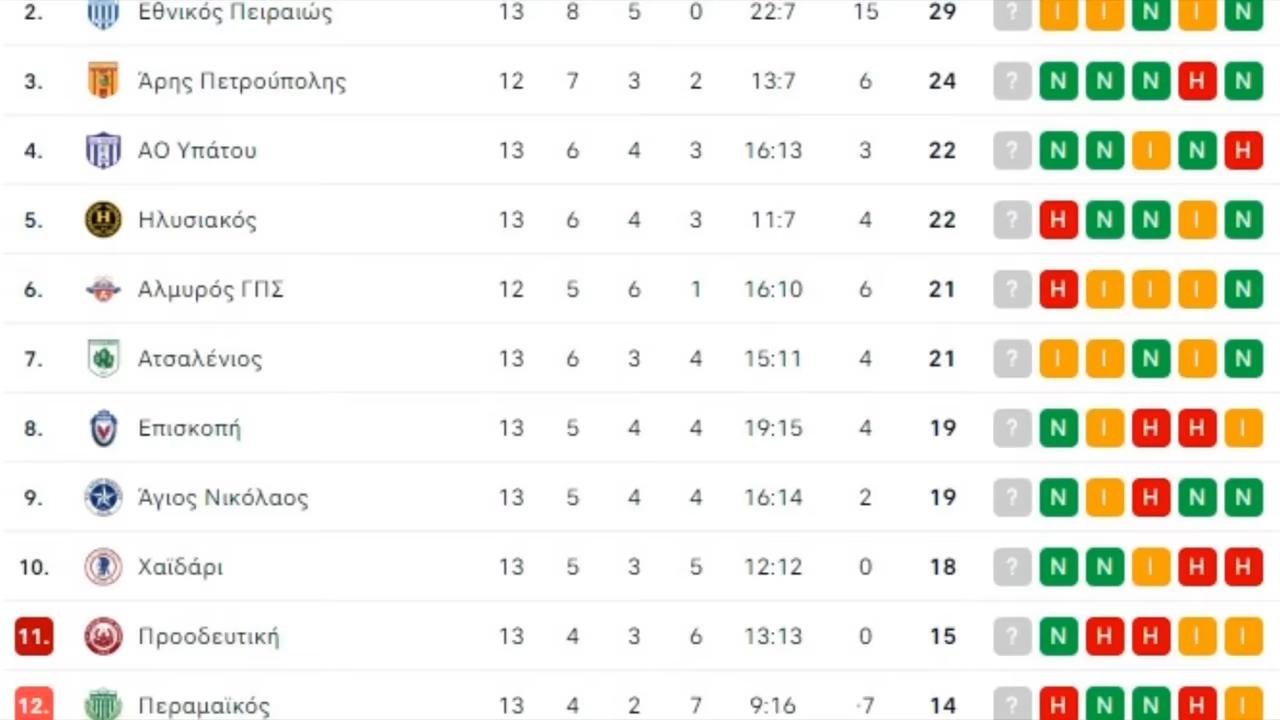 2. Εθνικός Πειραιώς 13 8 5 0 22:7 15 29 ? I I N I N
3. Άρης Πετρούπολης 12 7 3 2 13:7 6 24 ? N N N H N
4. ΑΟ Υπάτου 13 6 4 3 16:13 3 22 ? N N I N H
5. Ηλυσιακός 13 6 4 3 11:7 4 22 ? H N N I N
6. Αλμυρός ΓΠΣ 12 5 6 1 16:10 6 21 ? H I I I N
7. Ατσαλένιος 13 6 3 4 15:11 4 21 ? I I N I N
8. Επισκοπή 13 5 4 4 19:15 4 19 ? N I H H I
9. Άγιος Νικόλαος 13 5 4 4 16:14 2 19 ? N I H N N
10. Χαϊδάρι 13 5 3 5 12:12 0 18 ? N N I H H
11. Προοδευτική 13 4 3 6 13:13 0 15 ? N H H I I
12. Περαμαϊκός 13 4 2 7 9:16 -7 14 ? H N N H I